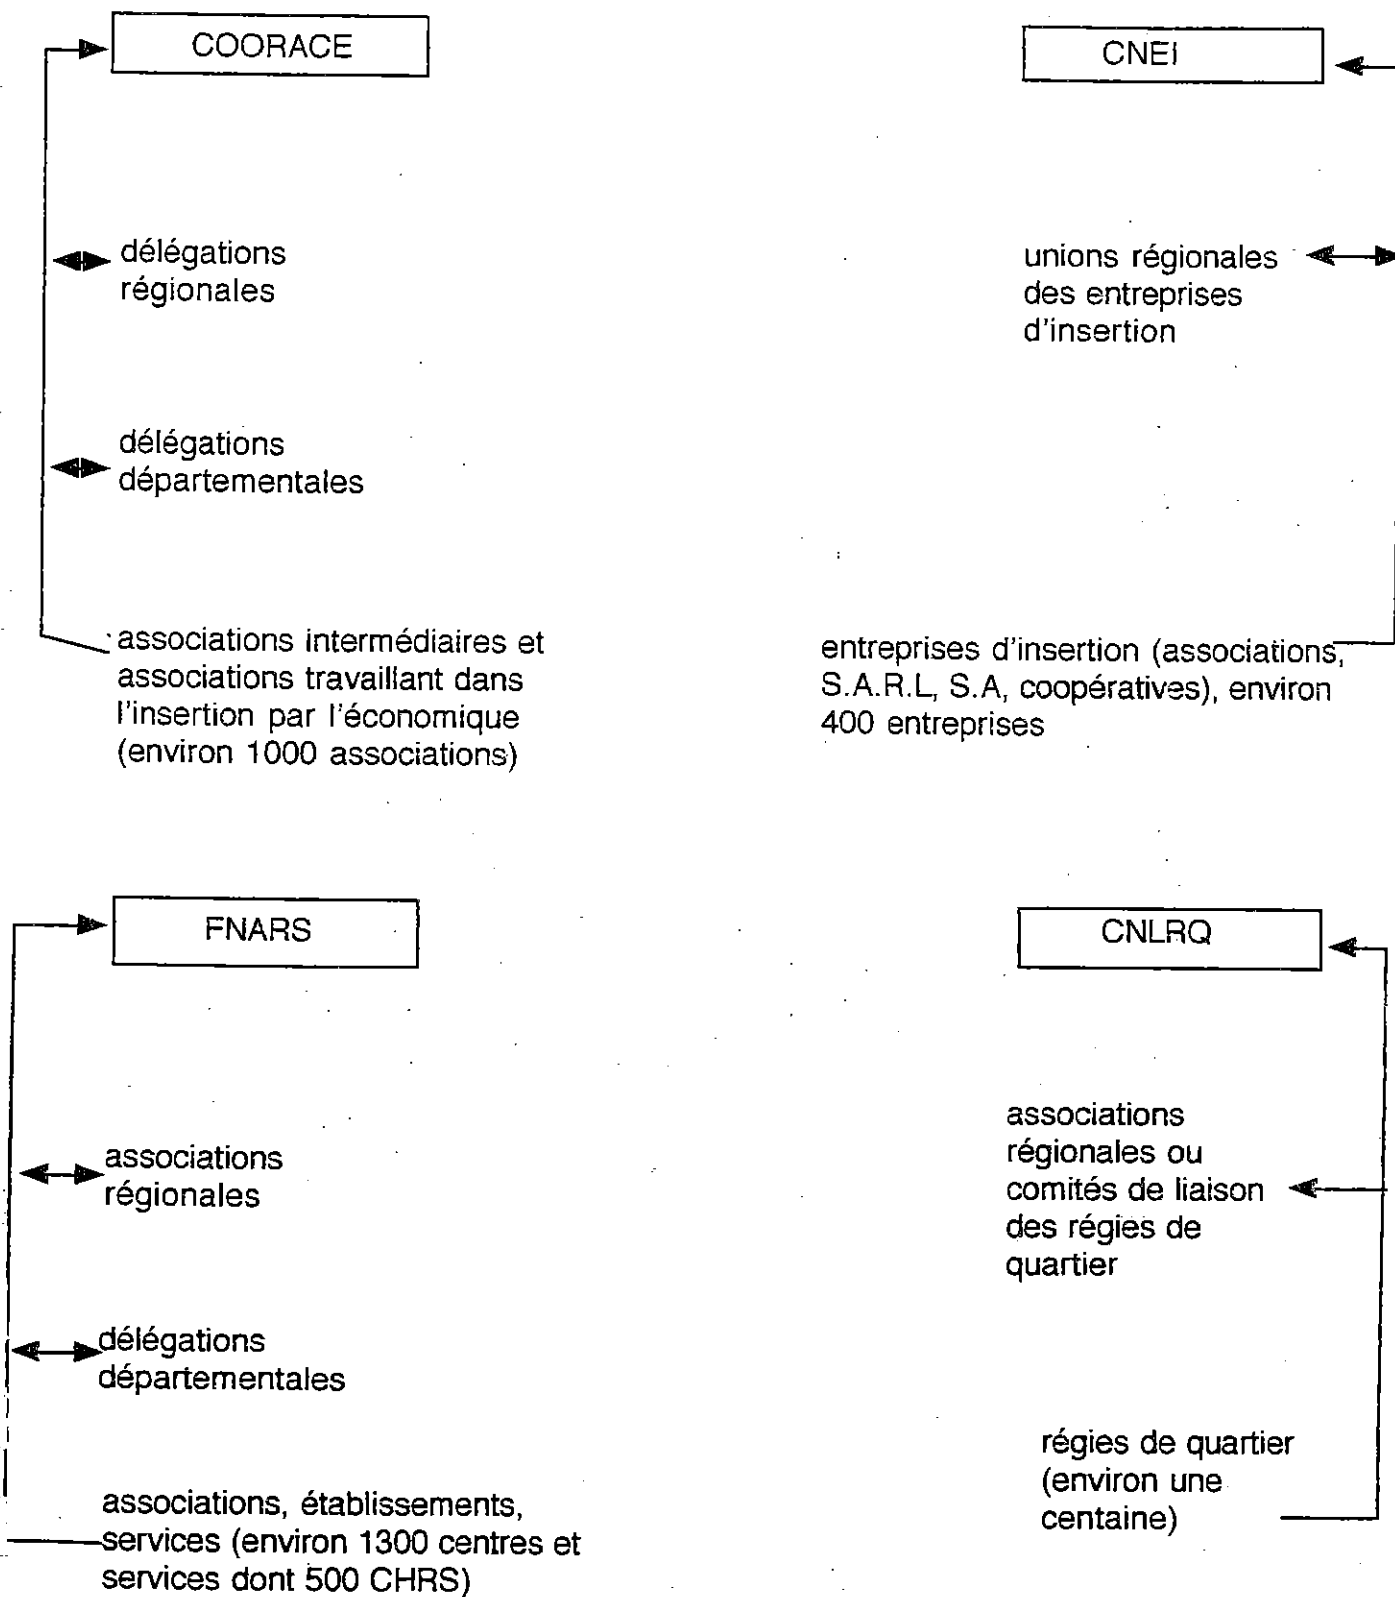 COORACE
délégations
régionales
délégations
départementales
associations intermédiaires et
associations travaillant dans
l'insertion par l'économique
(environ 1000 associations)
CNEI
unions régionales
des entreprises
d'insertion
entreprises d'insertion (associations,
S.A.R.L, S.A, coopératives), environ
400 entreprises
FNARS
associations
régionales
délégations
départementales
associations, établissements,
services (environ 1300 centres et
services dont 500 CHRS)
CNLRQ
associations
régionales ou
comités de liaison
des régies de
quartier
régies de quartier
(environ une
centaine)